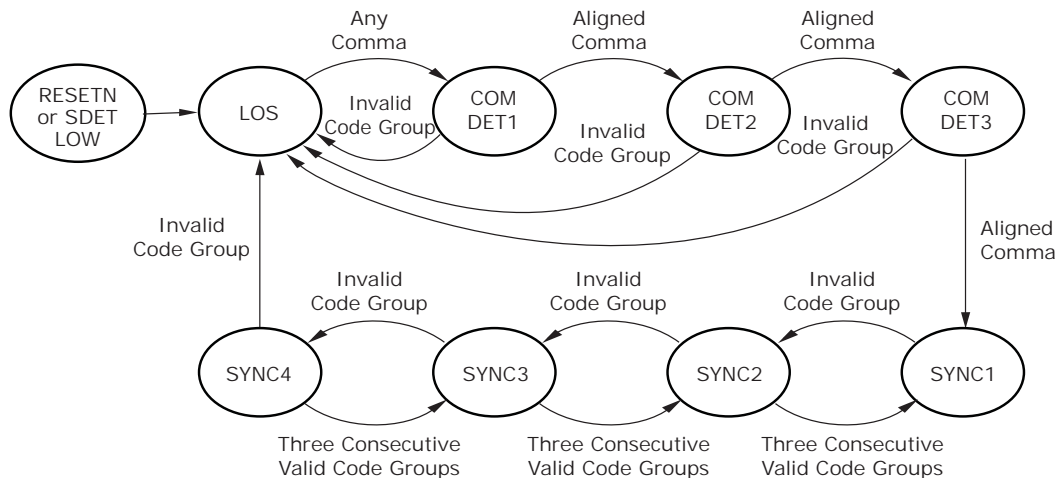 Any
Comma
Aligned
Comma
Aligned
Comma
RESETN
or SDET
LOW
LOS
Invalid
Code Group
COM
DET1
Invalid
Code Group
COM
DET2
Invalid
Code Group
COM
DET3
Invalid
Code Group
Aligned
Comma
Invalid
Code Group
Invalid
Code Group
Invalid
Code Group
SYNC4
SYNC3
SYNC2
SYNC1
Three Consecutive
Valid Code Groups
Three Consecutive
Valid Code Groups
Three Consecutive
Valid Code Groups